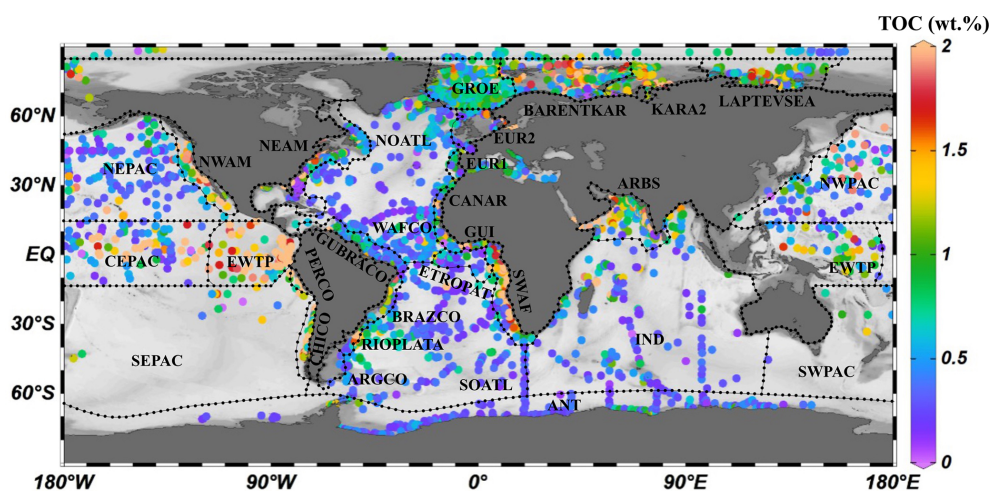 TOC (wt.%)
2
1.5
1
0.5
0
60°N
30°N
EQ
30°S
60°S
GROE
BARENTKAR
KARA2
LAPTEVSEA
NEAM
NOATL
EUR2
EUR1
NEPAC
NWAM
ARBS
NWPAC
CANAR
WAFCO
GUI
CEPAC
EWTP
GUBRACO
PERCO
ETROPAT
SWAF
EWTP
BRAZCO
RIOPLATA
CHICO
IND
SEPAC
ARGCO
SOATL
SWPAC
ANT
180°W
90°W
0°
90°E
180°E